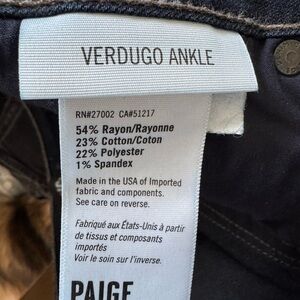 VERDUGO ANKLE
RN#27002 CA#51217
54% Rayon/Rayonne
23% Cotton/Coton
22% Polyester
1% Spandex
Made in the USA of Imported
fabric and components.
See care on reverse.
Fabriqué aux États-Unis à partir
de tissus et composants
importés
Voir le soin sur l'inverse.
PAIGE